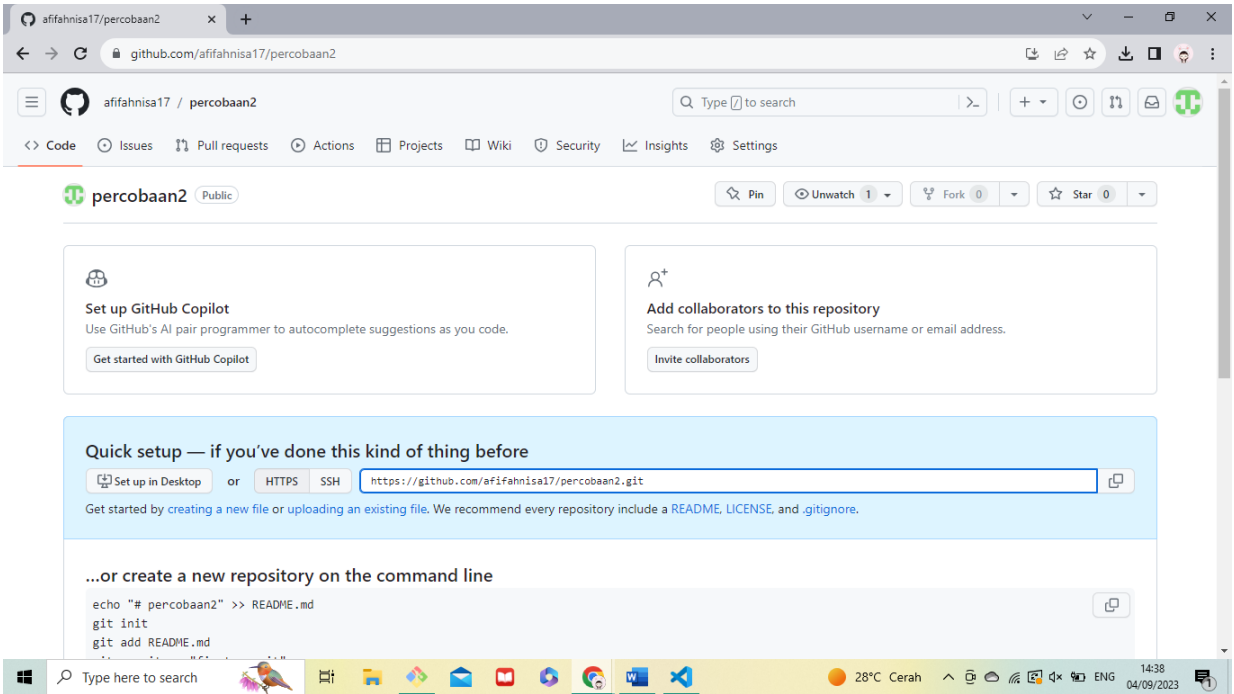 afifahnisa17/percobaan2
github.com/afifahnisa17/percobaan2
afifahnisa17 / percobaan2
Type / to search
Code Issues Pull requests Actions Projects Wiki Security Insights Settings
percobaan2 Public
Pin Unwatch 1 Fork 0 Star 0
Set up GitHub Copilot
Use GitHub's AI pair programmer to autocomplete suggestions as you code.
Get started with GitHub Copilot
Add collaborators to this repository
Search for people using their GitHub username or email address.
Invite collaborators
Quick setup — if you've done this kind of thing before
Set up in Desktop or HTTPS SSH https://github.com/afifahnisa17/percobaan2.git
Get started by creating a new file or uploading an existing file. We recommend every repository include a README, LICENSE, and .gitignore.
...or create a new repository on the command line
echo "# percobaan2" >> README.md
git init
git add README.md
Type here to search
28°C Cerah
ENG
14:38
04/09/2023
1